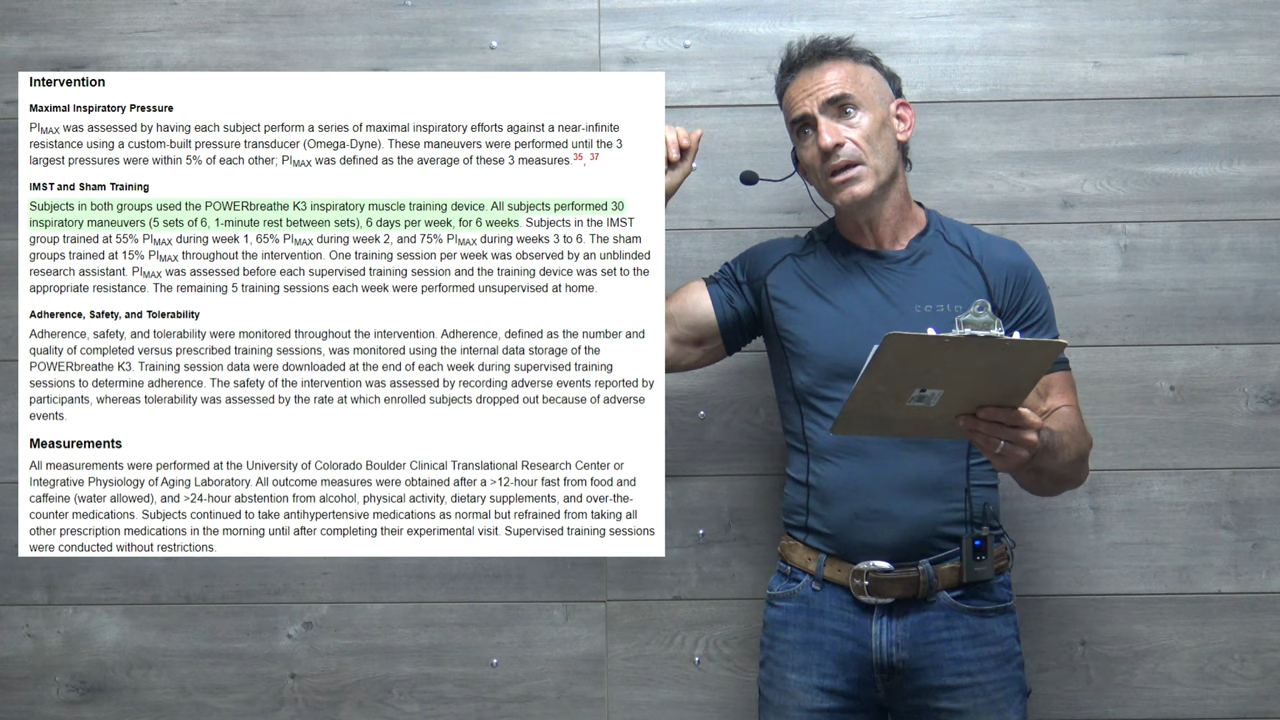 Intervention
Maximal Inspiratory Pressure
PIMAX was assessed by having each subject perform a series of maximal inspiratory efforts against a near-infinite
resistance using a custom-built pressure transducer (Omega-Dyne). These maneuvers were performed until the 3
largest pressures were within 5% of each other; PIMAX was defined as the average of these 3 measures.35, 37
IMST and Sham Training
Subjects in both groups used the POWERbreathe K3 inspiratory muscle training device. All subjects performed 30
inspiratory maneuvers (5 sets of 6, 1-minute rest between sets), 6 days per week, for 6 weeks. Subjects in the IMST
group trained at 55% PIMAX during week 1, 65% PIMAX during week 2, and 75% PIMAX during weeks 3 to 6. The sham
groups trained at 15% PIMAX throughout the intervention. One training session per week was observed by an unblinded
research assistant. PIMAX was assessed before each supervised training session and the training device was set to the
appropriate resistance. The remaining 5 training sessions each week were performed unsupervised at home.
Adherence, Safety, and Tolerability
Adherence, safety, and tolerability were monitored throughout the intervention. Adherence, defined as the number and
quality of completed versus prescribed training sessions, was monitored using the internal data storage of the
POWERbreathe K3. Training session data were downloaded at the end of each week during supervised training
sessions to determine adherence. The safety of the intervention was assessed by recording adverse events reported by
participants, whereas tolerability was assessed by the rate at which enrolled subjects dropped out because of adverse
events.
Measurements
All measurements were performed at the University of Colorado Boulder Clinical Translational Research Center or
Integrative Physiology of Aging Laboratory. All outcome measures were obtained after a >12-hour fast from food and
caffeine (water allowed), and >24-hour abstention from alcohol, physical activity, dietary supplements, and over-the-
counter medications. Subjects continued to take antihypertensive medications as normal but refrained from taking all
other prescription medications in the morning until after completing their experimental visit. Supervised training sessions
were conducted without restrictions.